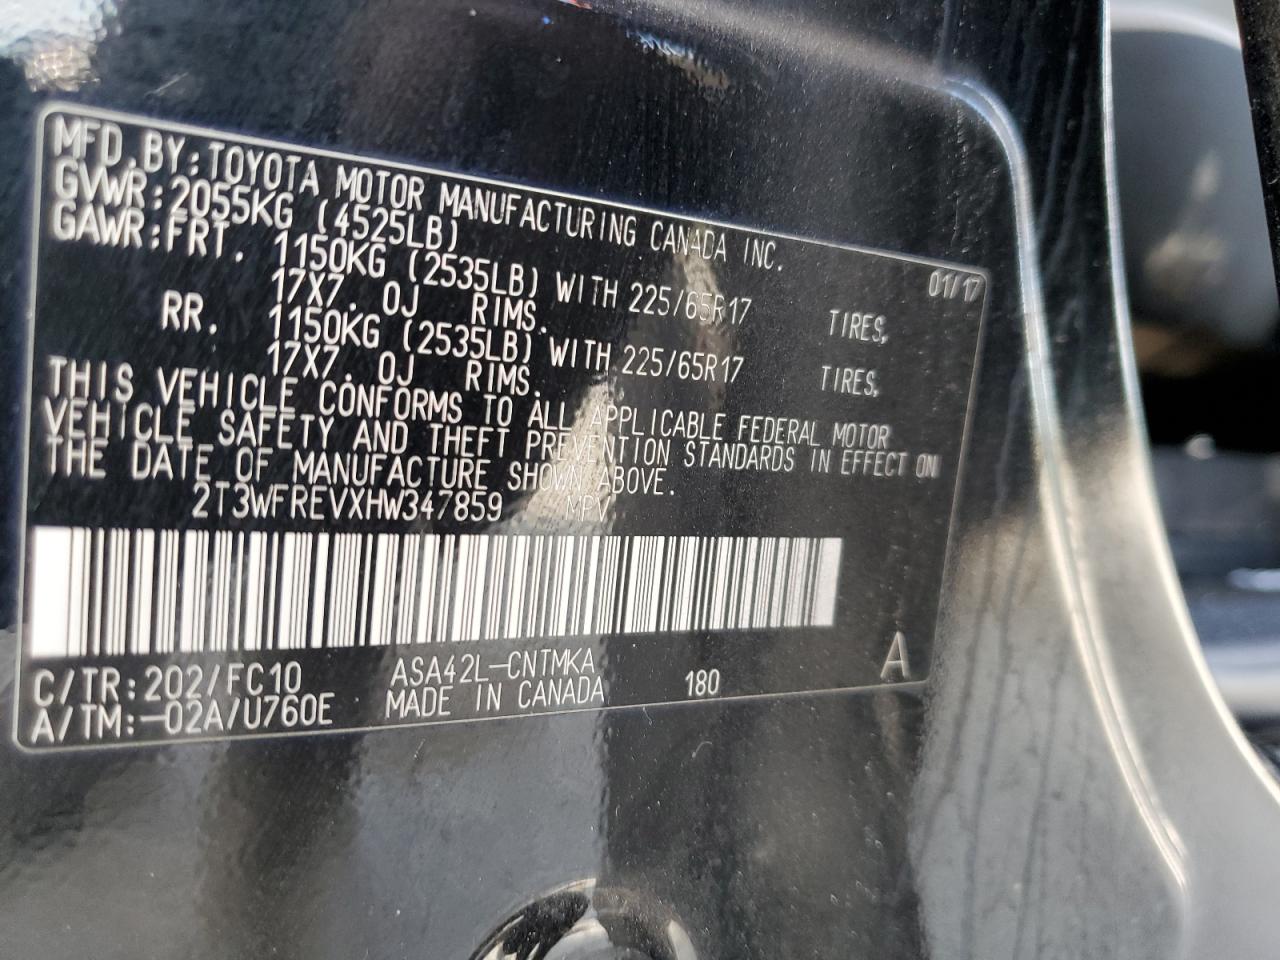 MFD.BY:TOYOTA MOTOR MANUFACTURING CANADA INC. 01/17
GVWR:2055KG (4525LB)
GAWR:FRT. 1150KG (2535LB) WITH 225/65R17 TIRES,
17X7. 0J RIMS.
RR. 1150KG (2535LB) WITH 225/65R17 TIRES,
17X7. 0J RIMS.
THIS VEHICLE CONFORMS TO ALL APPLICABLE FEDERAL MOTOR
VEHICLE SAFETY AND THEFT PREVENTION STANDARDS IN EFFECT ON
THE DATE OF MANUFACTURE SHOWN ABOVE.
2T3WFREVXHW347859 MPV
A
C/TR:202/FC10 ASA42L-CNTMKA 180
A/TM:-02A/U760E MADE IN CANADA